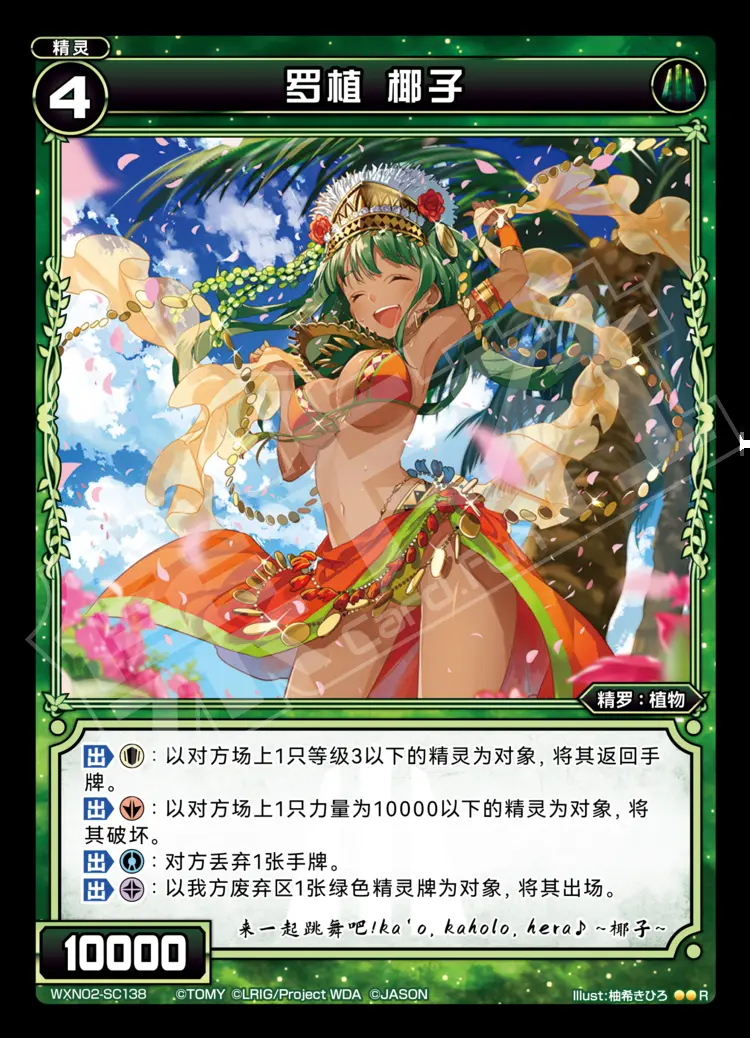 精灵
4
罗植 椰子
精罗：植物
出：以对方场上1只等级3以下的精灵为对象，将其返回手
牌。
出：以对方场上1只力量为10000以下的精灵为对象，将
其破坏。
出：对方丢弃1张手牌。
出：以我方废弃区1张绿色精灵牌为对象，将其出场。
来一起跳舞吧!ka'o, kaholo, hera♪ ~椰子~
10000
WXN02-SC138 ©TOMY ©LRIG/Project WDA ©JASON Illust:柚希きひろ R